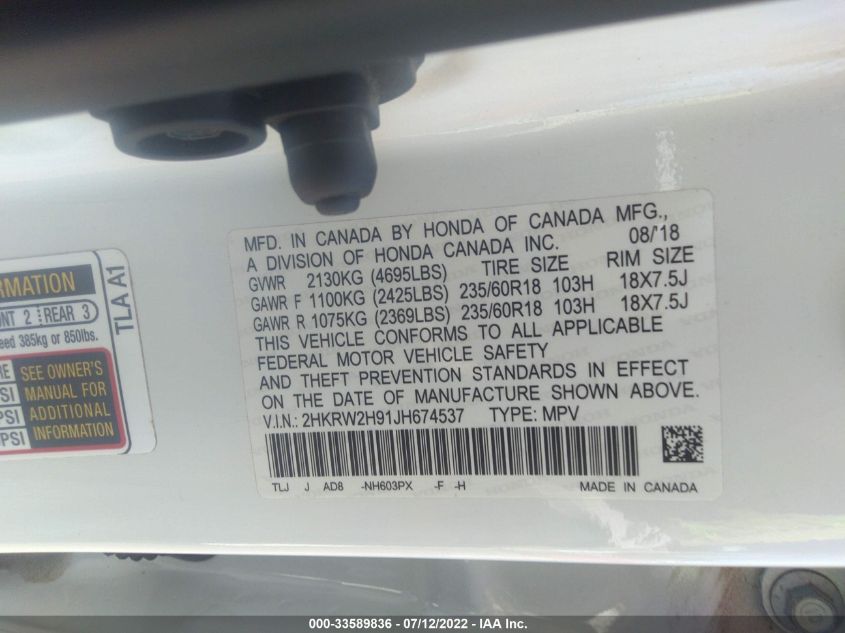 RMATION
NT 2 REAR 3
eed 385kg or 850lbs.
TLA A1
SEE OWNER'S
MANUAL FOR
ADDITIONAL
INFORMATION
PSI
MFD. IN CANADA BY HONDA OF CANADA MFG.,
A DIVISION OF HONDA CANADA INC. 08/'18
GVWR 2130KG (4695LBS) TIRE SIZE RIM SIZE
GAWR F 1100KG (2425LBS) 235/60R18 103H 18X7.5J
GAWR R 1075KG (2369LBS) 235/60R18 103H 18X7.5J
THIS VEHICLE CONFORMS TO ALL APPLICABLE
FEDERAL MOTOR VEHICLE SAFETY
AND THEFT PREVENTION STANDARDS IN EFFECT
ON THE DATE OF MANUFACTURE SHOWN ABOVE.
V.I.N.: 2HKRW2H91JH674537 TYPE: MPV
TLJ J AD8 -NH603PX -F -H MADE IN CANADA
000-33589836 - 07/12/2022 - IAA Inc.